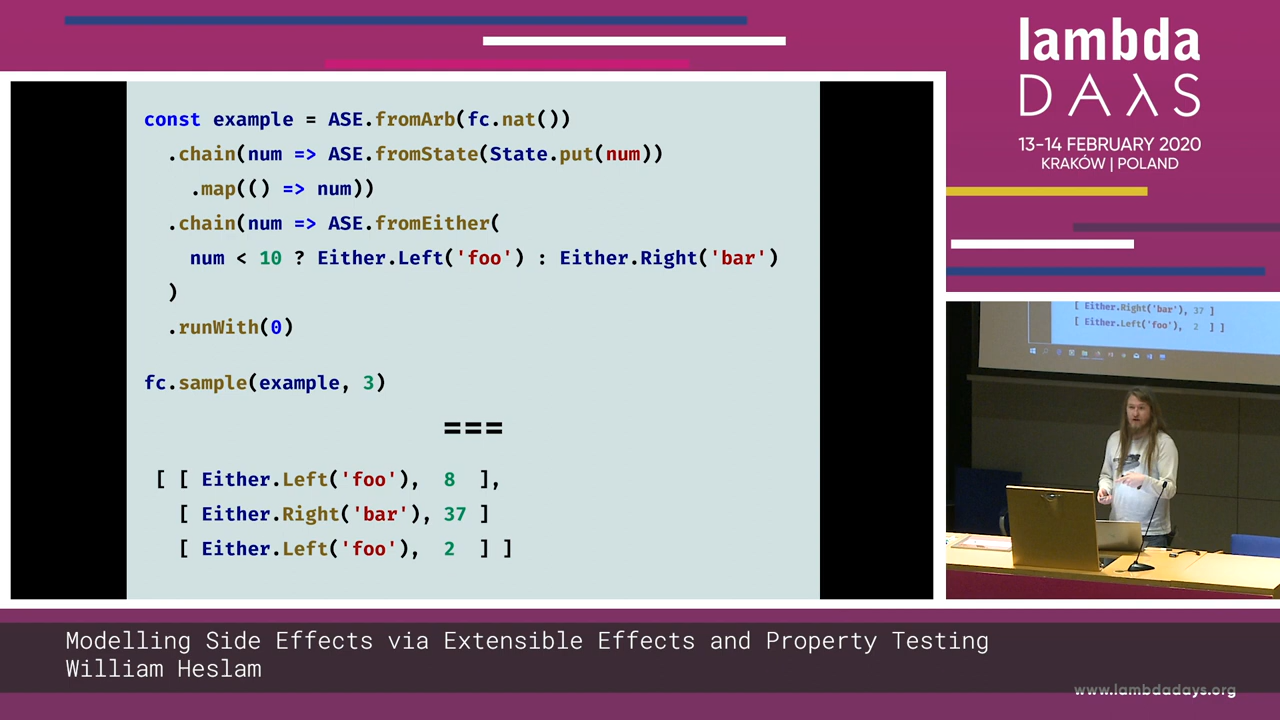 lambda
DAλS
13-14 FEBRUARY 2020
KRAKÓW | POLAND
const example = ASE.fromArb(fc.nat())
.chain(num => ASE.fromState(State.put(num))
.map(() => num))
.chain(num => ASE.fromEither(
num < 10 ? Either.Left('foo') : Either.Right('bar')
)
.runWith(0)
fc.sample(example, 3)
===
[ [ Either.Left('foo'), 8 ],
[ Either.Right('bar'), 37 ]
[ Either.Left('foo'), 2 ] ]
[ Either.Right('bar'), 37 ]
[ Either.Left('foo'), 2 ] ]
Modelling Side Effects via Extensible Effects and Property Testing
William Heslam
www.lambdadays.org